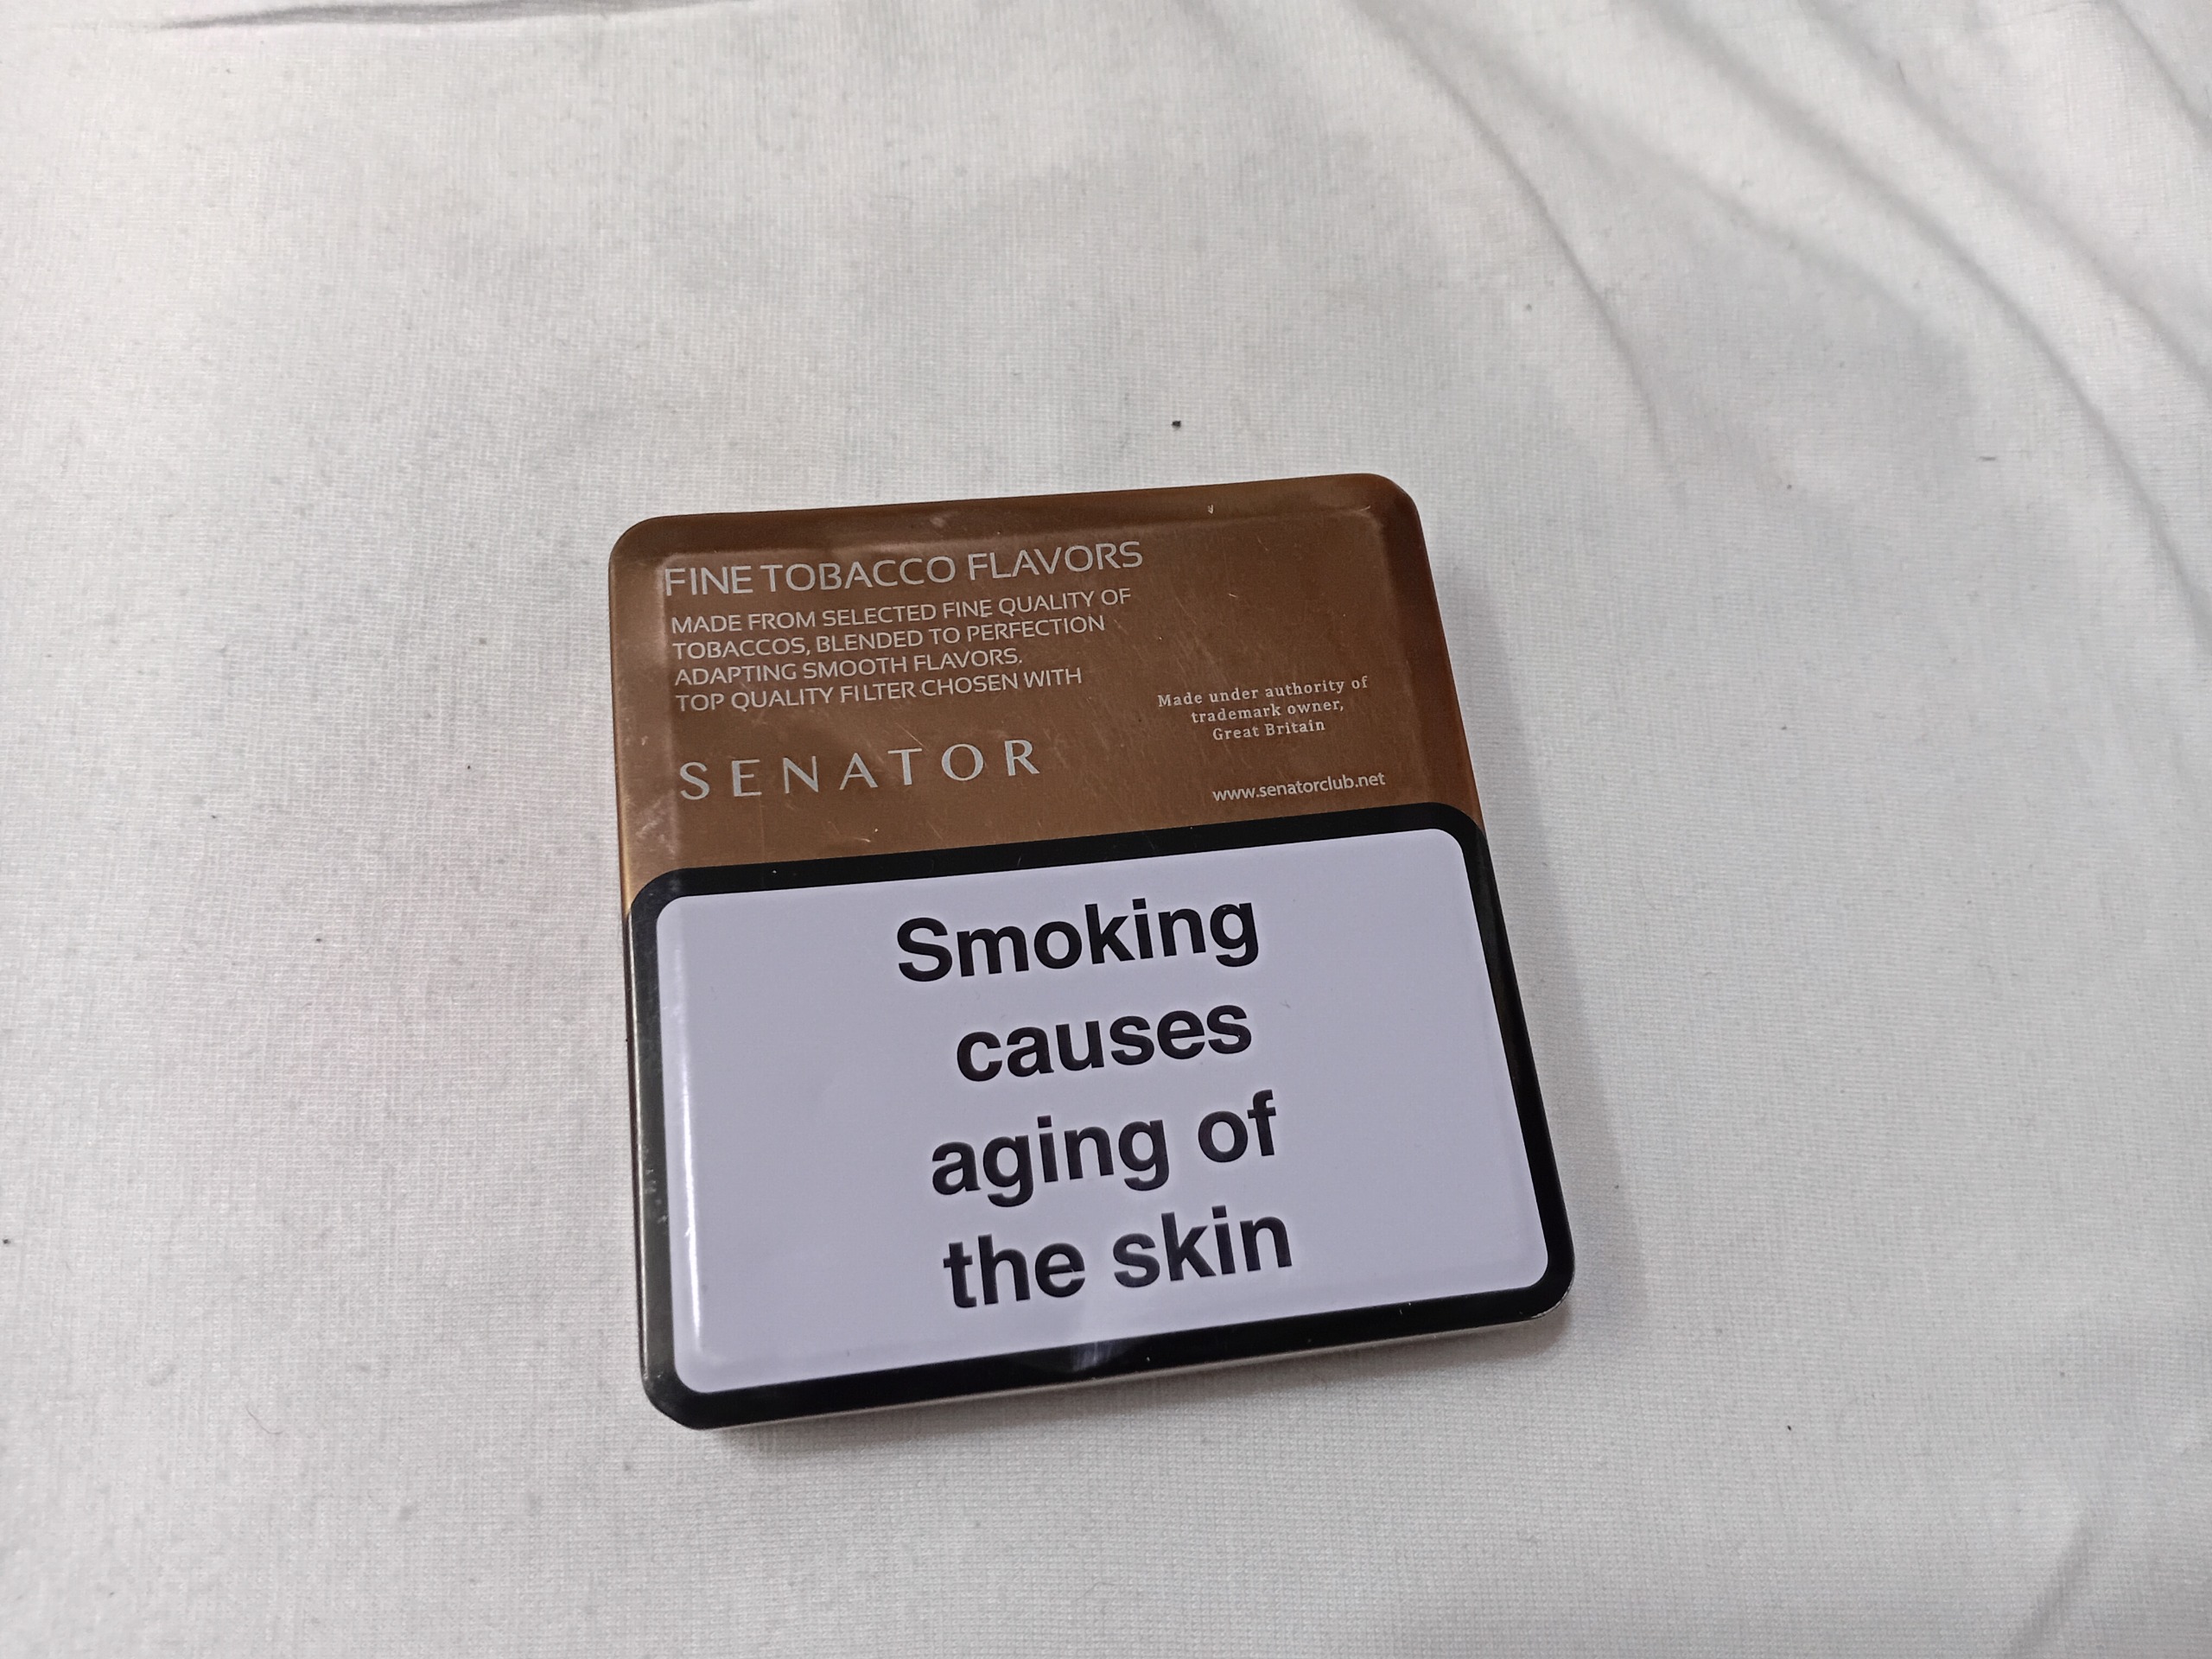 FINE TOBACCO FLAVORS
MADE FROM SELECTED FINE QUALITY OF
TOBACCOS, BLENDED TO PERFECTION
ADAPTING SMOOTH FLAVORS.
TOP QUALITY FILTER CHOSEN WITH
SENATOR
Made under authority of
trademark owner,
Great Britain
www.senatorclub.net
Smoking
causes
aging of
the skin